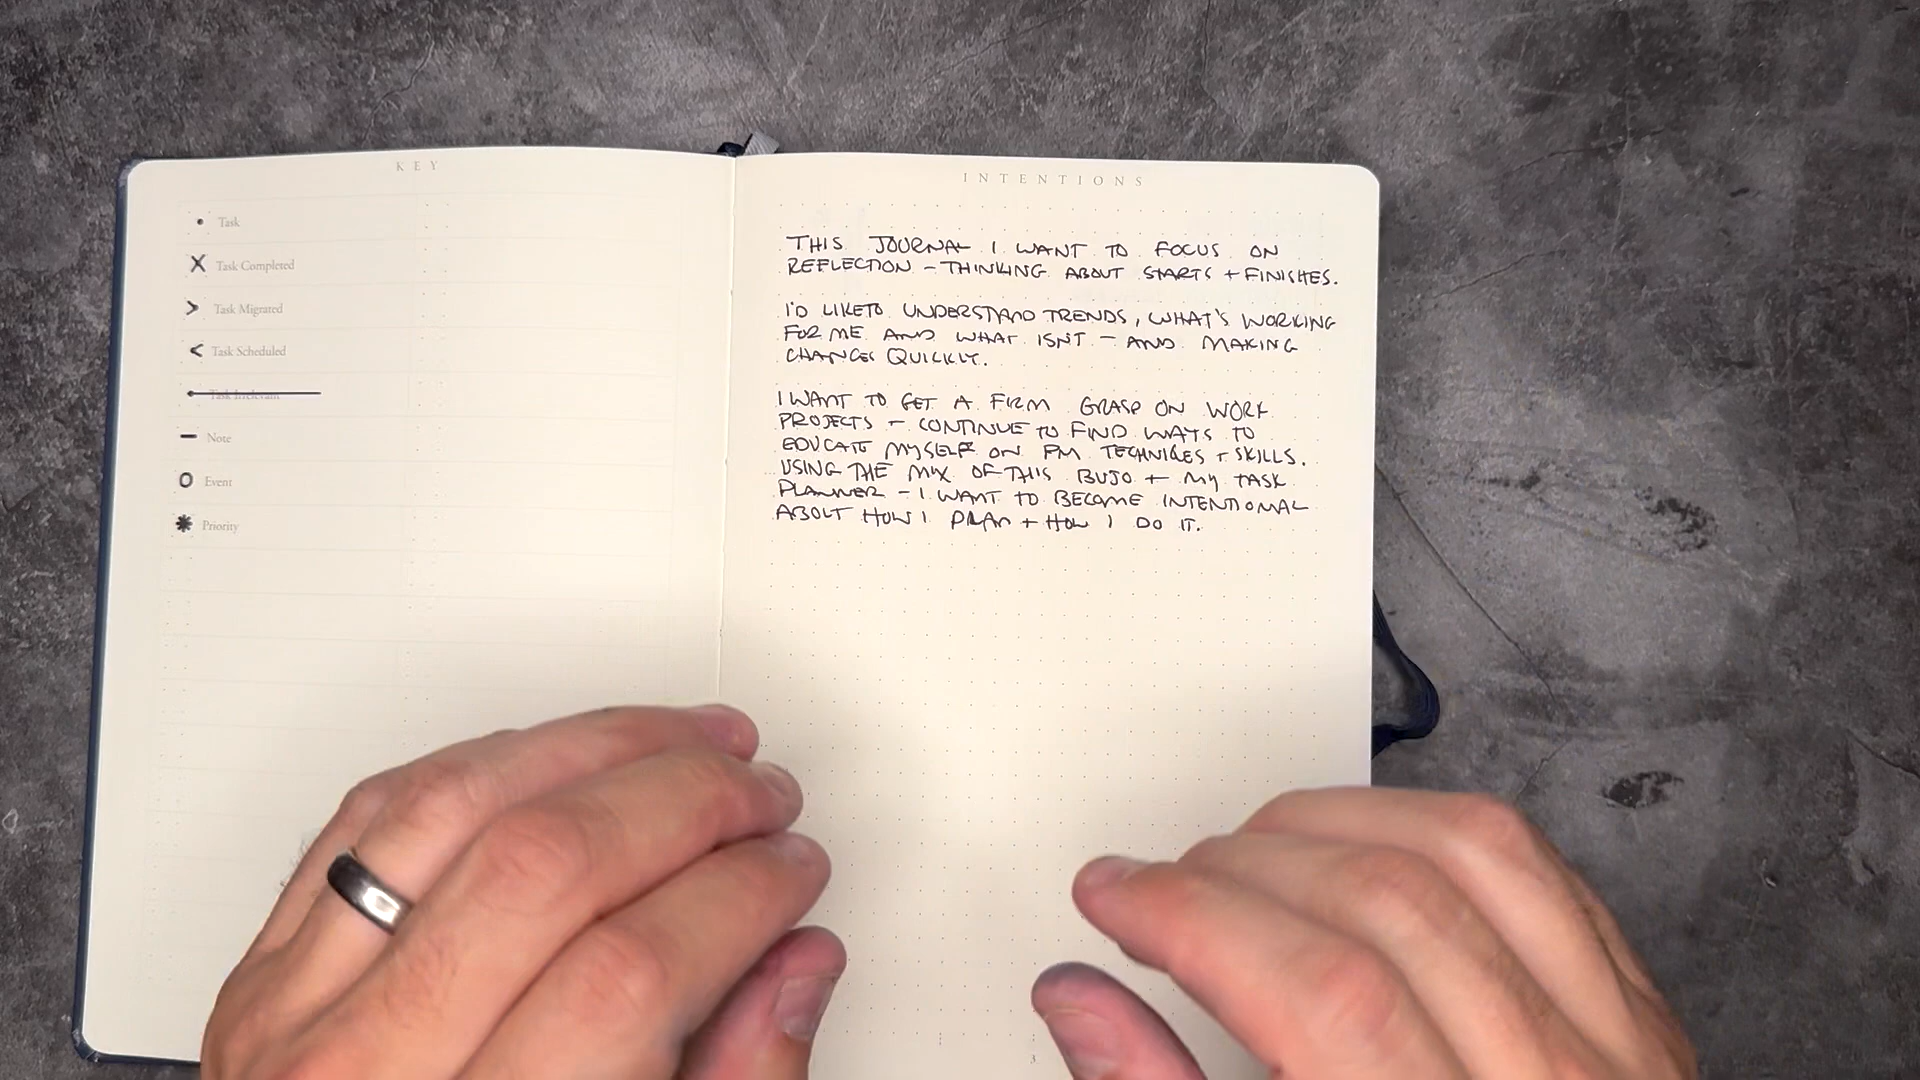 KEY
• Task
X Task Completed
> Task Migrated
< Task Scheduled
• Task Irrelevant
– Note
O Event
✱ Priority
INTENTIONS
THIS JOURNAL I WANT TO FOCUS ON
REFLECTION – THINKING ABOUT STARTS + FINISHES.
I'D LIKE TO UNDERSTAND TRENDS, WHAT'S WORKING
FOR ME AND WHAT ISN'T – AND MAKING
CHANGES QUICKLY.
I WANT TO GET A FIRM GRASP ON WORK
PROJECTS + CONTINUE TO FIND WAYS TO
EDUCATE MYSELF ON PM TECHNIQES + SKILLS.
USING THE MIX OF THIS BUJO + MY TASK
PLANNER – I WANT TO BECOME INTENTIONAL
ABOUT HOW I PLAN + HOW I DO IT.
3